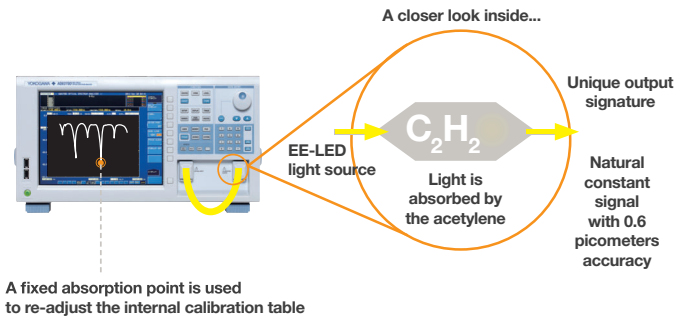 A closer look inside...
YOKOGAWA
Unique output
signature
EE-LED
light source
C2H2
Light is
absorbed by
the acetylene
Natural
constant
signal
with 0.6
picometers
accuracy
A fixed absorption point is used
to re-adjust the internal calibration table